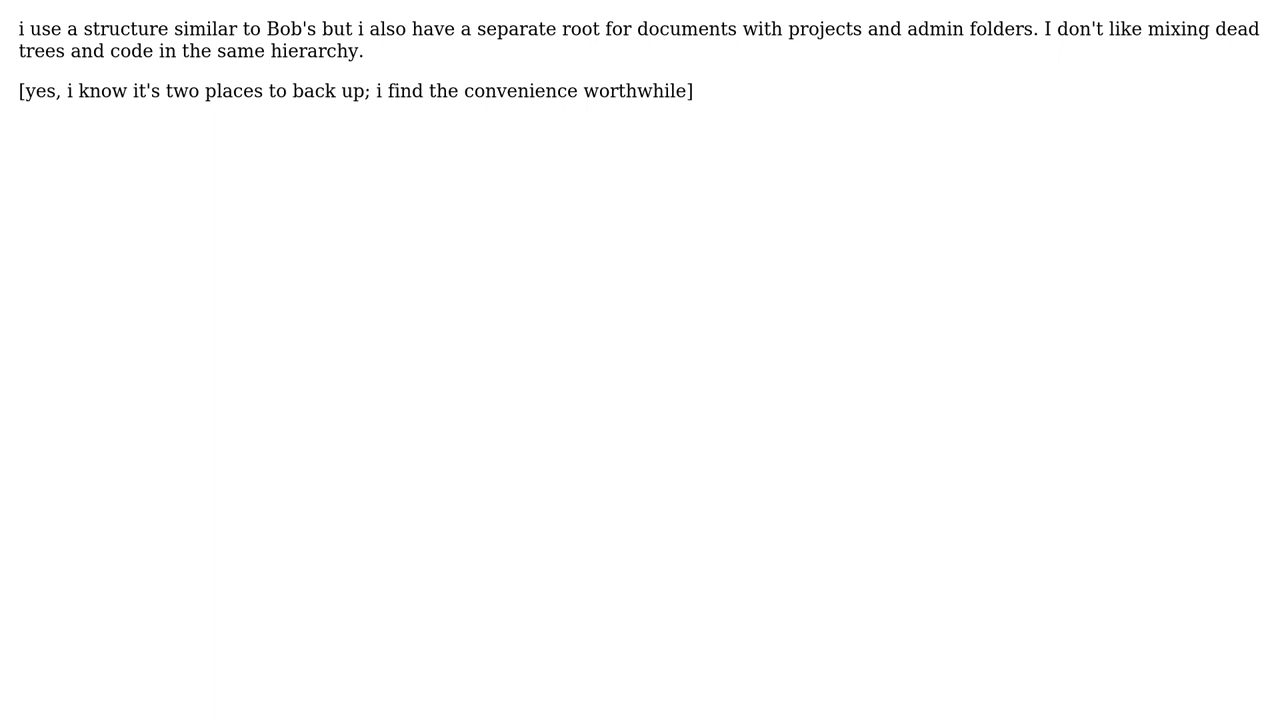 i use a structure similar to Bob's but i also have a separate root for documents with projects and admin folders. I don't like mixing dead
trees and code in the same hierarchy.
[yes, i know it's two places to back up; i find the convenience worthwhile]